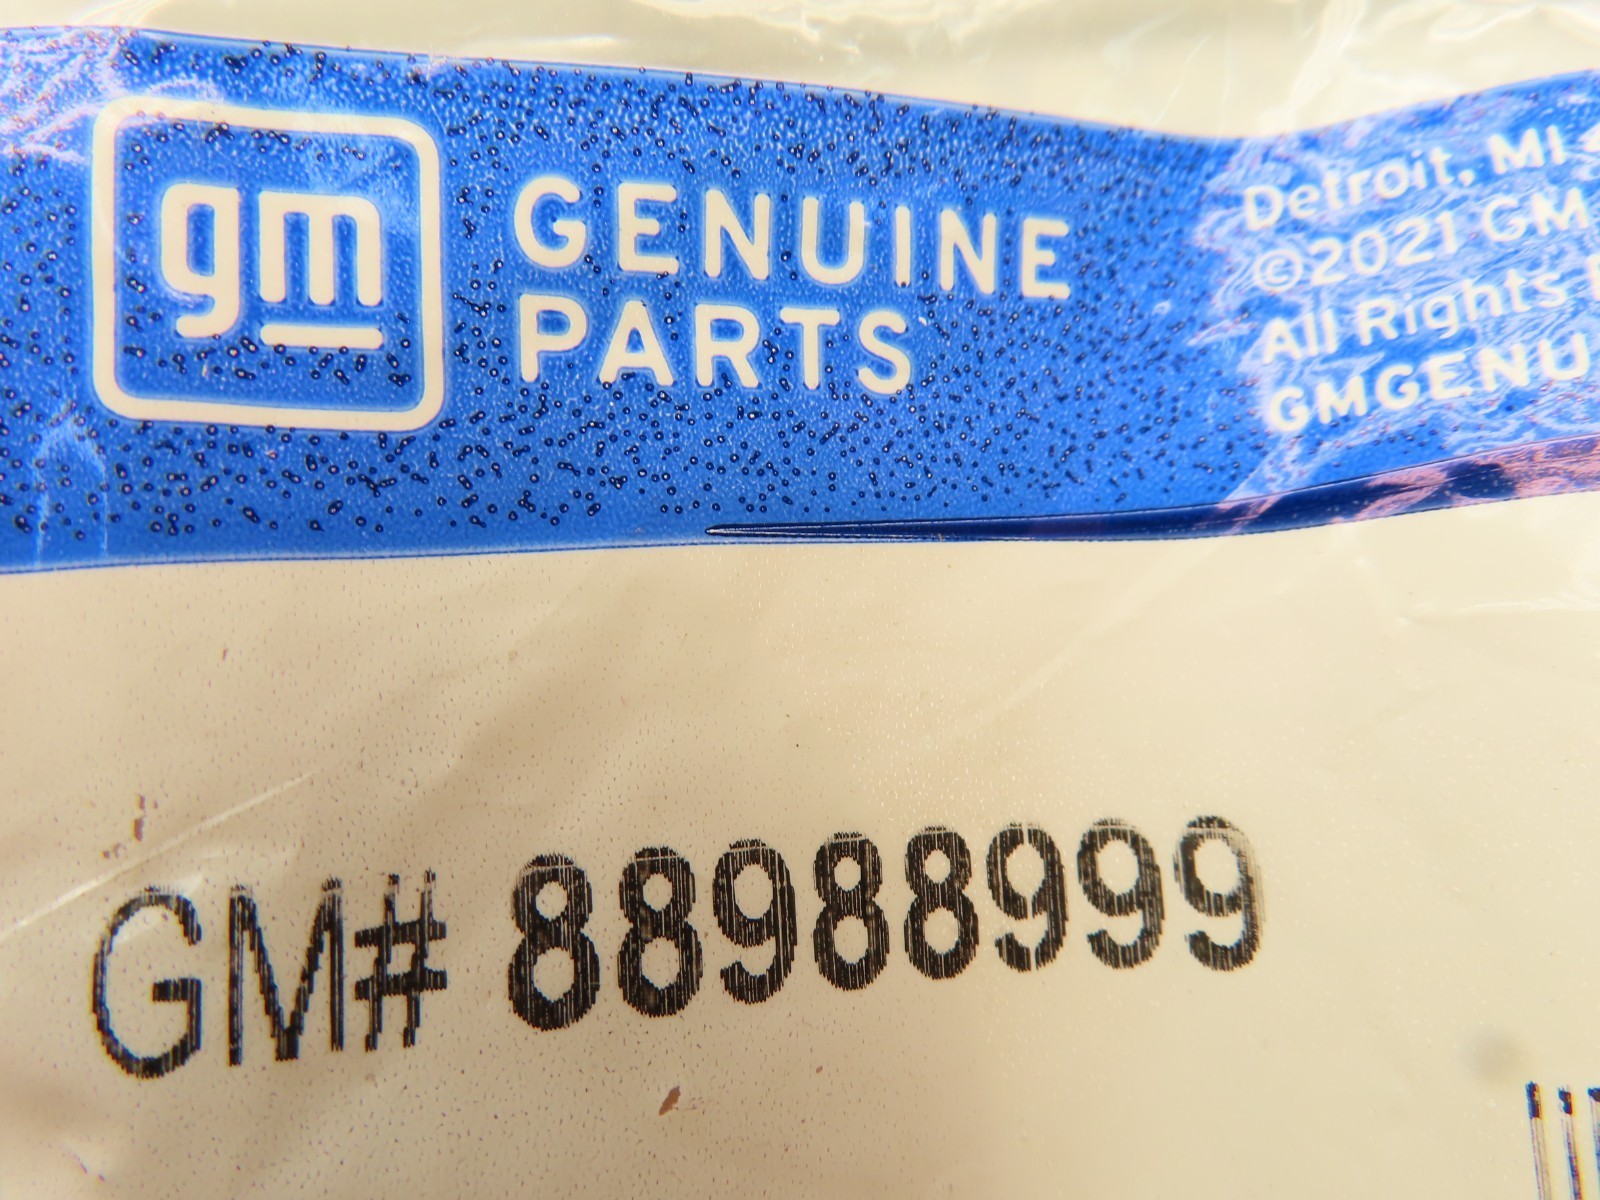 gm
GENUINE
PARTS
Detroit, MI
©2021 GM
All Rights
GMGENU
GM# 88988999